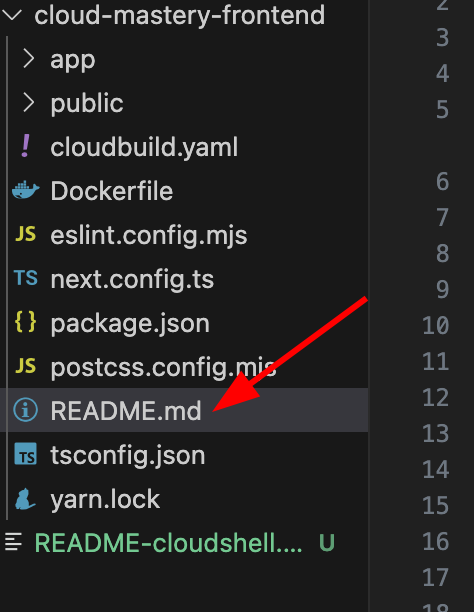 cloud-mastery-frontend
app
public
! cloudbuild.yaml
Dockerfile
JS eslint.config.mjs
TS next.config.ts
{} package.json
JS postcss.config.mjs
README.md
TS tsconfig.json
yarn.lock
README-cloudshell.... U
2
3
4
5
6
7
8
9
10
11
12
13
14
15
16
17
18